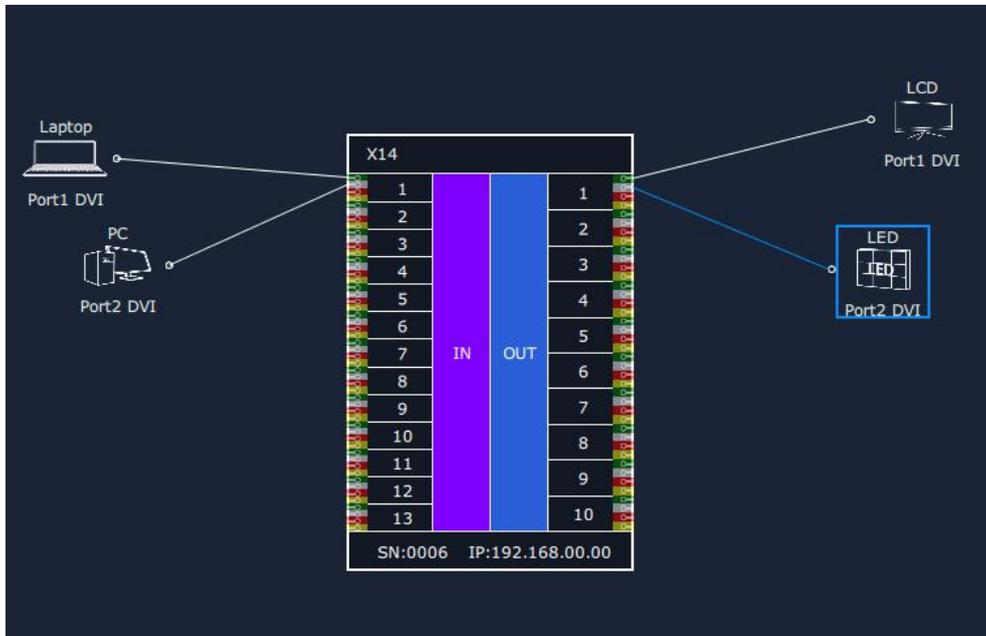 LCD
Port1 DVI
Laptop
Port1 DVI
PC
Port2 DVI
X14
1
2
3
4
5
6
7
8
9
10
11
12
13
IN
OUT
1
2
3
4
5
6
7
8
9
10
SN:0006 IP:192.168.00.00
LED
LED
Port2 DVI